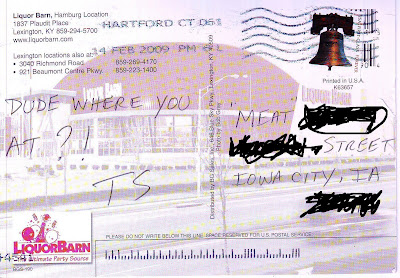 Liquor Barn, Hamburg Location
1837 Plaudit Place
Lexington, KY 859-294-5700
www.liquorbarn.com
Lexington locations also at:
• 3040 Richmond Road 859-269-4170
• 921 Beaumont Centre Pkwy. 859-223-1400
HARTFORD CT 061
14 FEB 2009 PM
Printed in U.S.A.
K63657
DUDE WHERE YOU
AT?!
TS
MEAT
STREET
IOWA CITY, IA
LIQUORBARN
The Ultimate Party Source
PLEASE DO NOT WRITE BELOW THIS LINE SPACE RESERVED FOR U.S. POSTAL SERVICE.